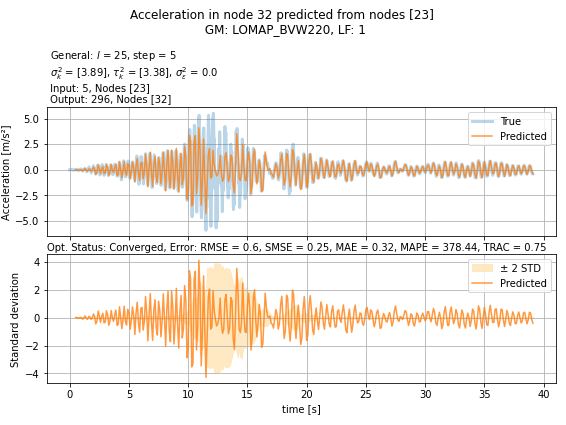 Acceleration in node 32 predicted from nodes [23]
GM: LOMAP_BVW220, LF: 1
General: l = 25, step = 5
σ_k² = [3.89], τ_k² = [3.38], σ_ε² = 0.0
Input: 5, Nodes [23]
Output: 296, Nodes [32]
5.0
2.5
0.0
−2.5
−5.0
Acceleration [m/s²]
True
Predicted
Opt. Status: Converged, Error: RMSE = 0.6, SMSE = 0.25, MAE = 0.32, MAPE = 378.44, TRAC = 0.75
4
2
0
−2
−4
Standard deviation
± 2 STD
Predicted
0 5 10 15 20 25 30 35 40
time [s]